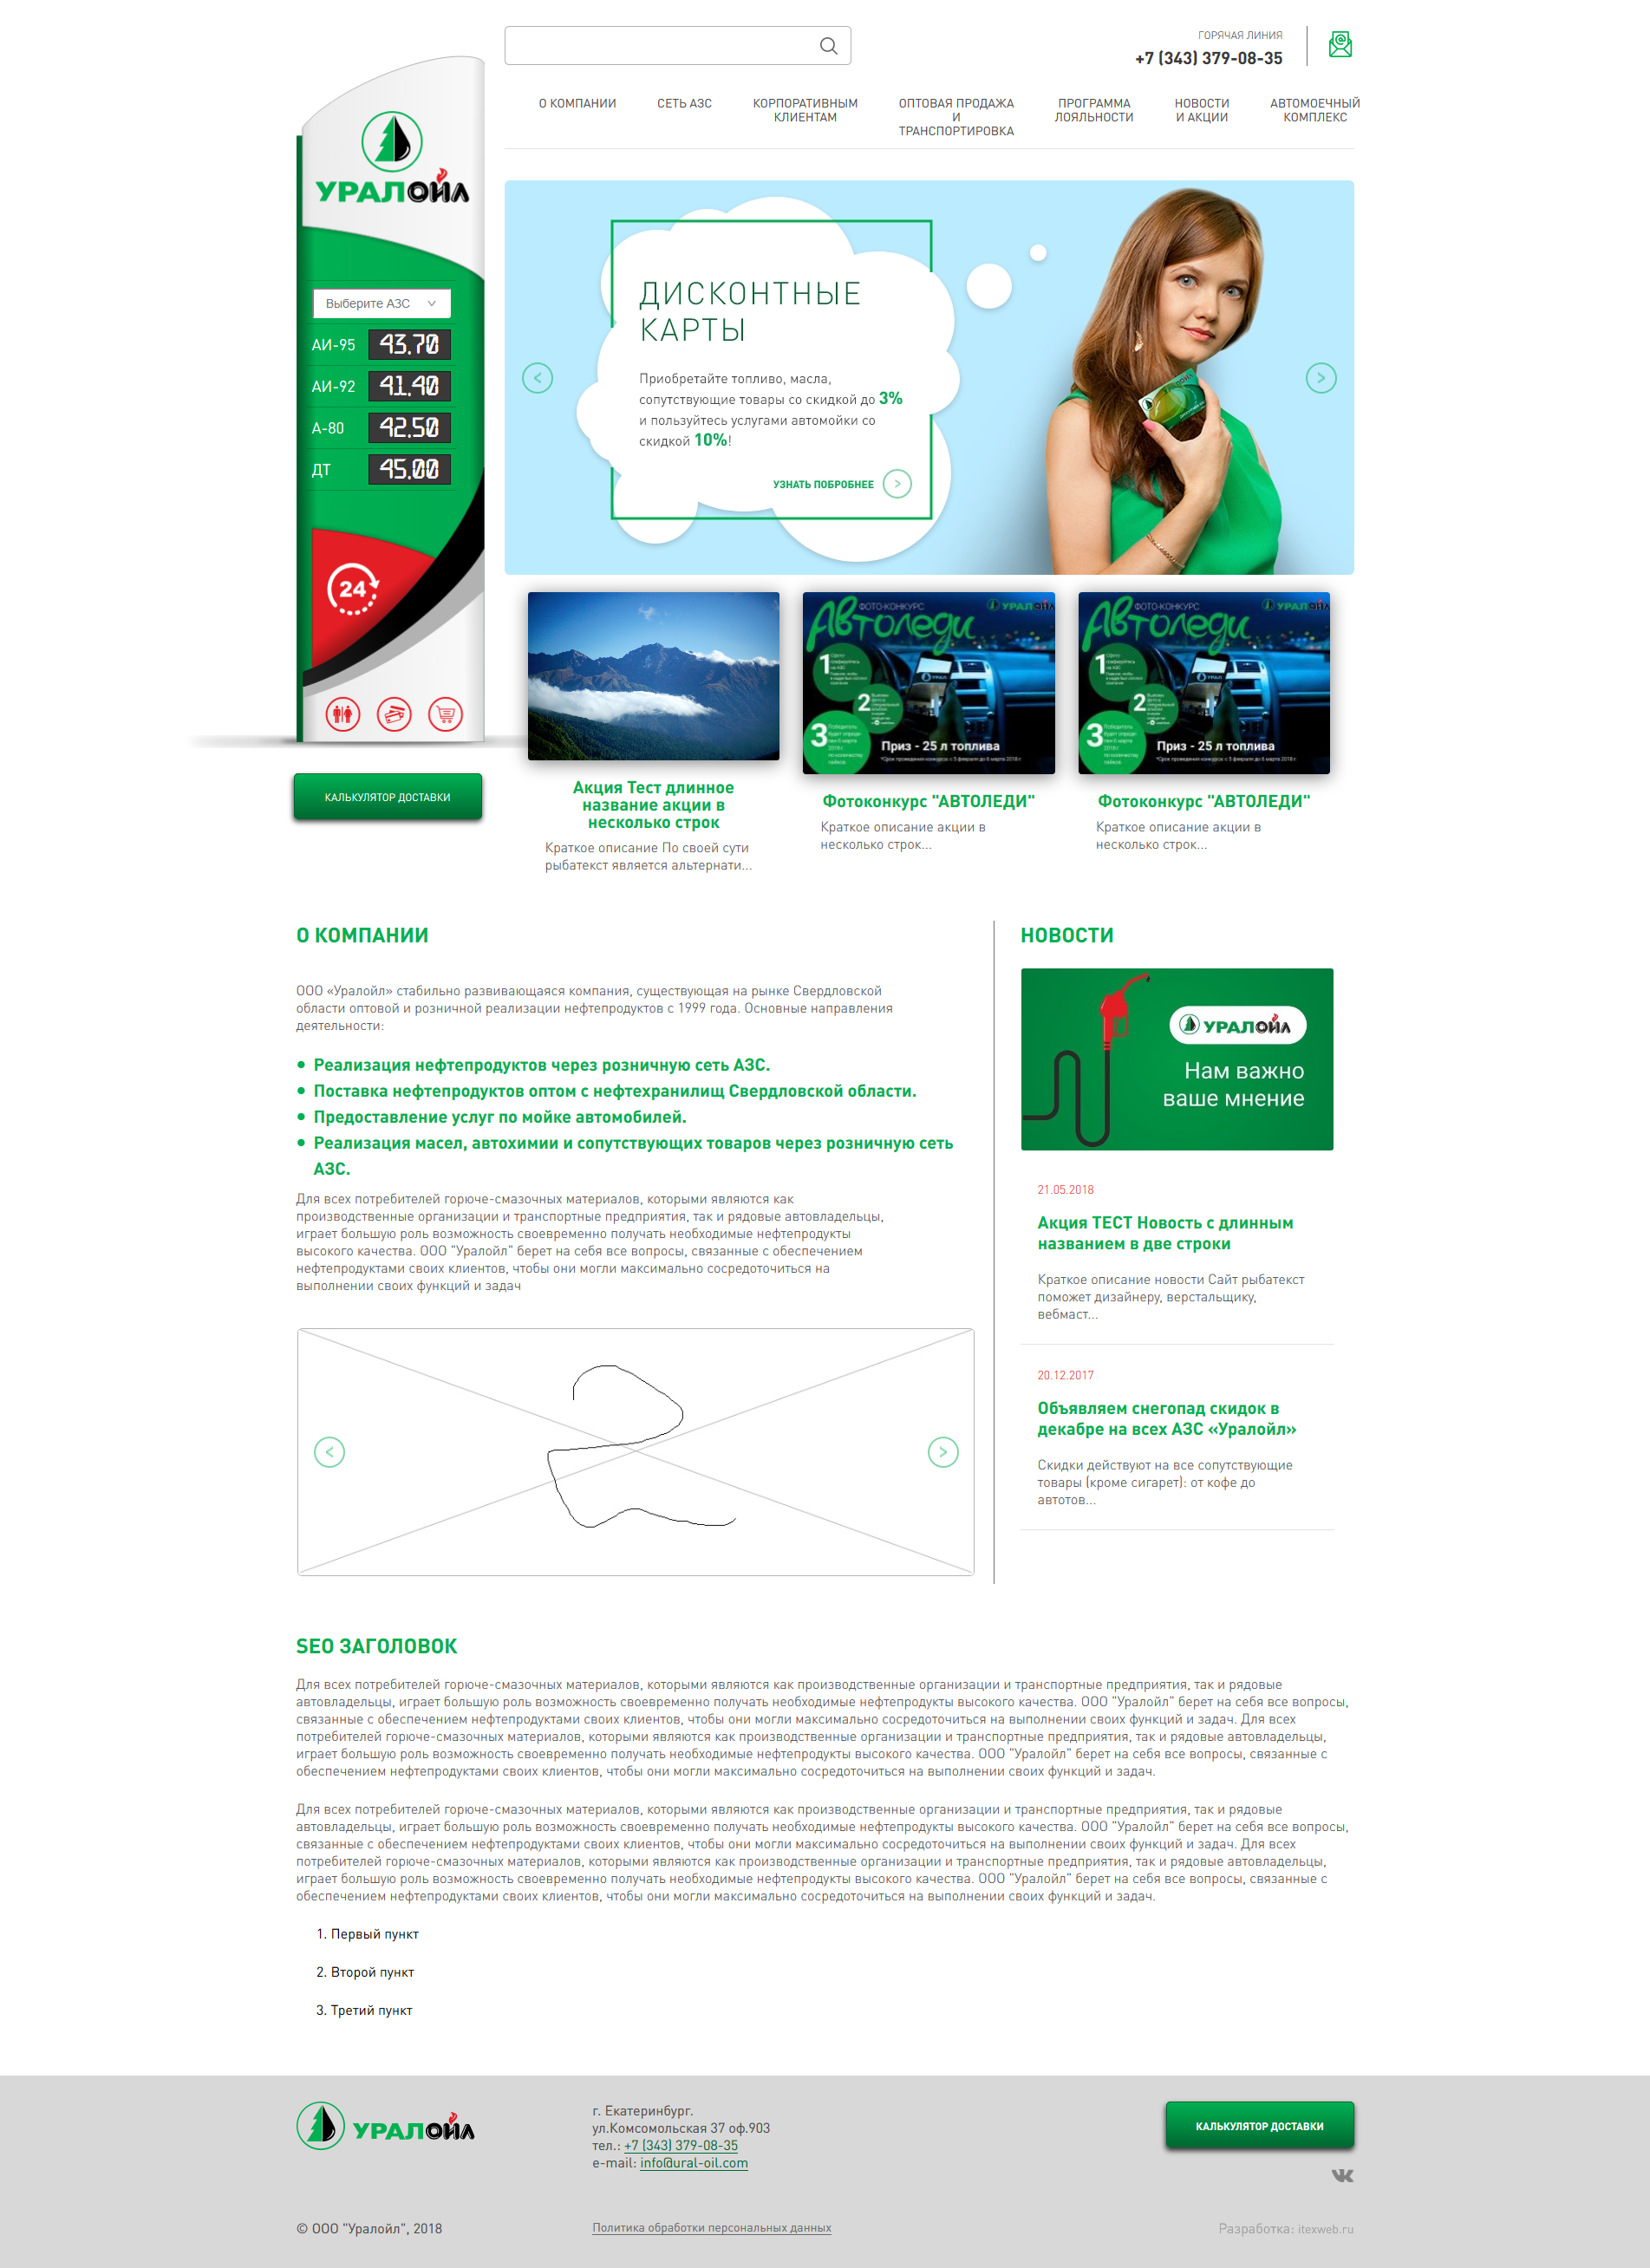 ГОРЯЧАЯ ЛИНИЯ
+7 (343) 379-08-35
О КОМПАНИИ
СЕТЬ АЗС
КОРПОРАТИВНЫМ
КЛИЕНТАМ
ОПТОВАЯ ПРОДАЖА
И
ТРАНСПОРТИРОВКА
ПРОГРАММА
ЛОЯЛЬНОСТИ
НОВОСТИ
И АКЦИИ
АВТОМОЕЧНЫЙ
КОМПЛЕКС
УРАЛОЙЛ
Выберите АЗС
АИ-95 43.70
АИ-92 41.40
А-80 42.50
ДТ 45.00
24
КАЛЬКУЛЯТОР ДОСТАВКИ
ДИСКОНТНЫЕ
КАРТЫ
Приобретайте топливо, масла,
сопутствующие товары со скидкой до 3%
и пользуйтесь услугами автомойки со
скидкой 10%!
УЗНАТЬ ПОБРОБНЕЕ
УРАЛОЙЛ
Акция Тест длинное
название акции в
несколько строк
Краткое описание По своей сути
рыбатекст является альтернати...
ФОТО-КОНКУРС
УРАЛОЙЛ
Автоледи
1
2
3
Приз - 25 л топлива
Фотоконкурс "АВТОЛЕДИ"
Краткое описание акции в
несколько строк...
ФОТО-КОНКУРС
УРАЛОЙЛ
Автоледи
1
2
3
Приз - 25 л топлива
Фотоконкурс "АВТОЛЕДИ"
Краткое описание акции в
несколько строк...
О КОМПАНИИ
ООО «Уралойл» стабильно развивающаяся компания, существующая на рынке Свердловской
области оптовой и розничной реализации нефтепродуктов с 1999 года. Основные направления
деятельности:
Реализация нефтепродуктов через розничную сеть АЗС.
Поставка нефтепродуктов оптом с нефтехранилищ Свердловской области.
Предоставление услуг по мойке автомобилей.
Реализация масел, автохимии и сопутствующих товаров через розничную сеть
АЗС.
Для всех потребителей горюче-смазочных материалов, которыми являются как
производственные организации и транспортные предприятия, так и рядовые автовладельцы,
играет большую роль возможность своевременно получать необходимые нефтепродукты
высокого качества. ООО "Уралойл" берет на себя все вопросы, связанные с обеспечением
нефтепродуктами своих клиентов, чтобы они могли максимально сосредоточиться на
выполнении своих функций и задач
НОВОСТИ
УРАЛОЙЛ
Нам важно
ваше мнение
21.05.2018
Акция ТЕСТ Новость с длинным
названием в две строки
Краткое описание новости Сайт рыбатекст
поможет дизайнеру, верстальщику,
вебмаст...
20.12.2017
Объявляем снегопад скидок в
декабре на всех АЗС «Уралойл»
Скидки действуют на все сопутствующие
товары (кроме сигарет): от кофе до
автотов...
SEO ЗАГОЛОВОК
Для всех потребителей горюче-смазочных материалов, которыми являются как производственные организации и транспортные предприятия, так и рядовые
автовладельцы, играет большую роль возможность своевременно получать необходимые нефтепродукты высокого качества. ООО "Уралойл" берет на себя все вопросы,
связанные с обеспечением нефтепродуктами своих клиентов, чтобы они могли максимально сосредоточиться на выполнении своих функций и задач. Для всех
потребителей горюче-смазочных материалов, которыми являются как производственные организации и транспортные предприятия, так и рядовые автовладельцы,
играет большую роль возможность своевременно получать необходимые нефтепродукты высокого качества. ООО "Уралойл" берет на себя все вопросы, связанные с
обеспечением нефтепродуктами своих клиентов, чтобы они могли максимально сосредоточиться на выполнении своих функций и задач.
Для всех потребителей горюче-смазочных материалов, которыми являются как производственные организации и транспортные предприятия, так и рядовые
автовладельцы, играет большую роль возможность своевременно получать необходимые нефтепродукты высокого качества. ООО "Уралойл" берет на себя все вопросы,
связанные с обеспечением нефтепродуктами своих клиентов, чтобы они могли максимально сосредоточиться на выполнении своих функций и задач. Для всех
потребителей горюче-смазочных материалов, которыми являются как производственные организации и транспортные предприятия, так и рядовые автовладельцы,
играет большую роль возможность своевременно получать необходимые нефтепродукты высокого качества. ООО "Уралойл" берет на себя все вопросы, связанные с
обеспечением нефтепродуктами своих клиентов, чтобы они могли максимально сосредоточиться на выполнении своих функций и задач.
1. Первый пункт
2. Второй пункт
3. Третий пункт
УРАЛОЙЛ
г. Екатеринбург.
ул.Комсомольская 37 оф.903
тел.: +7 (343) 379-08-35
e-mail: info@ural-oil.com
КАЛЬКУЛЯТОР ДОСТАВКИ
© ООО "Уралойл", 2018
Политика обработки персональных данных
Разработка: itexweb.ru